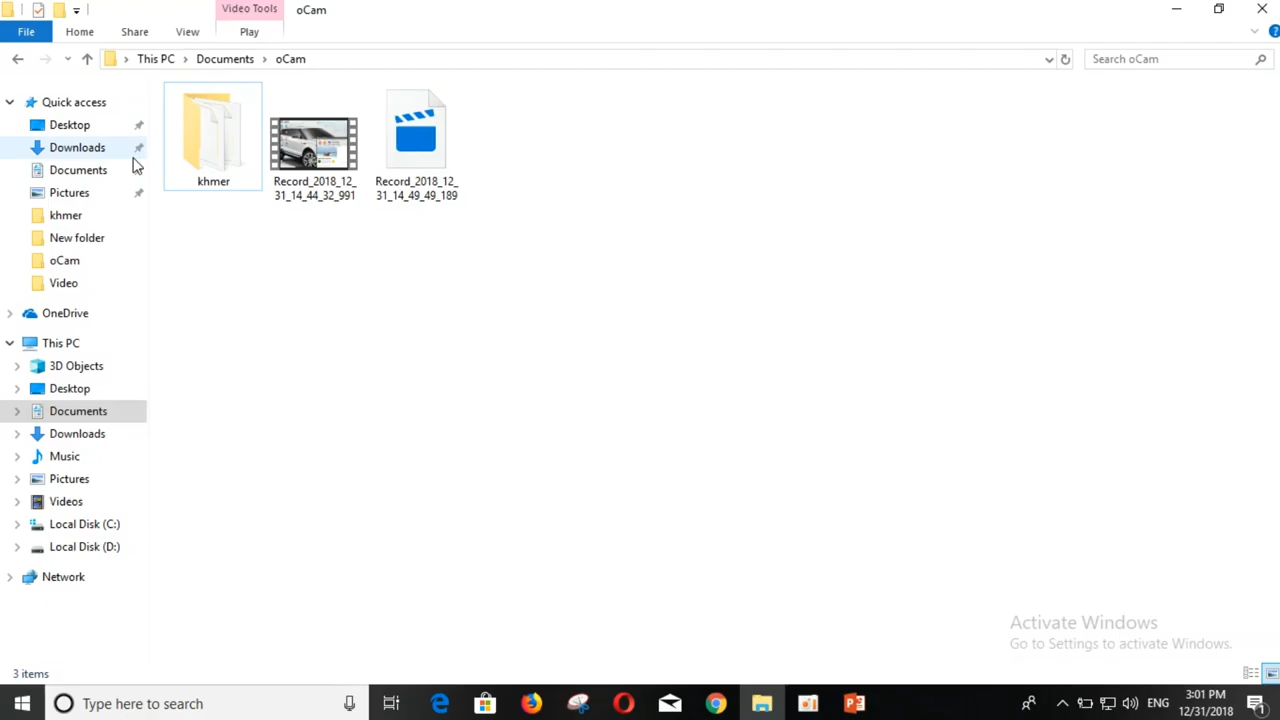 Video Tools
oCam
File
Home
Share
View
Play
This PC
Documents
oCam
Search oCam
Quick access
Desktop
Downloads
Documents
Pictures
khmer
New folder
oCam
Video
OneDrive
This PC
3D Objects
Desktop
Documents
Downloads
Music
Pictures
Videos
Local Disk (C:)
Local Disk (D:)
Network
khmer
Record_2018_12_
31_14_44_32_991
Record_2018_12_
31_14_49_49_189
Activate Windows
Go to Settings to activate Windows.
3 items
Type here to search
ENG
3:01 PM
12/31/2018
1